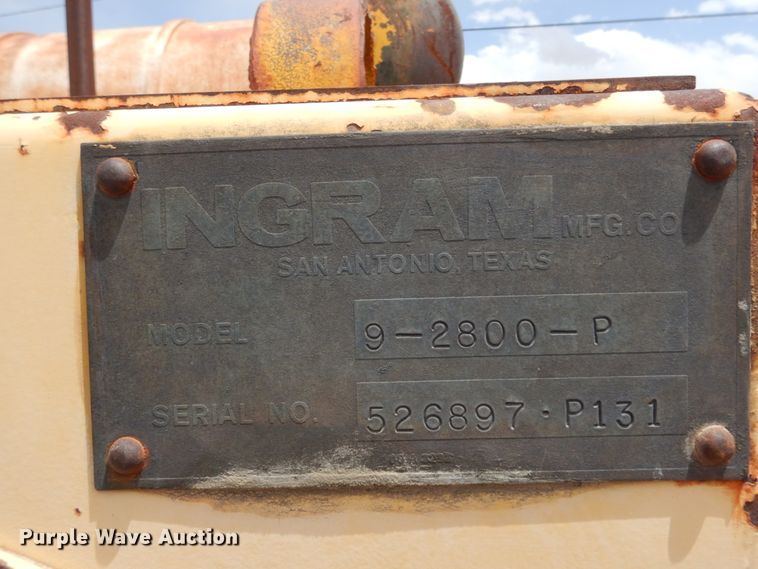 INGRAM MFG. CO
SAN ANTONIO, TEXAS
MODEL 9-2800-P
SERIAL NO. 526897·P131
Purple Wave Auction